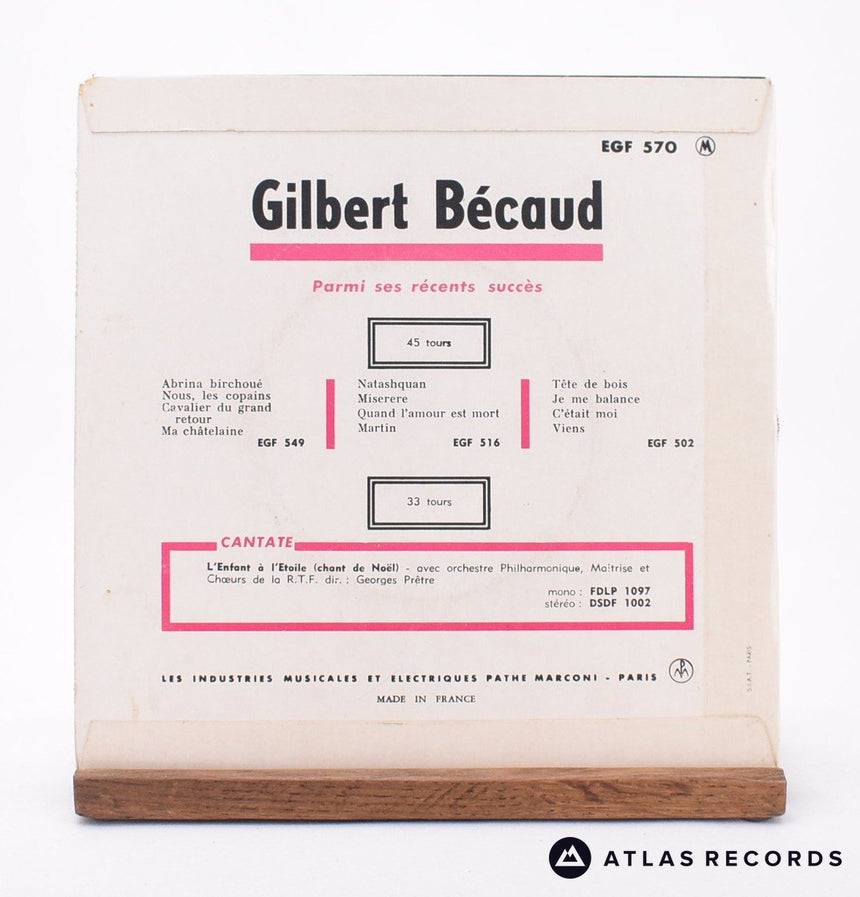 EGF 570 M
Gilbert Bécaud
Parmi ses récents succès
45 tours
Abrina birchoué
Nous, les copains
Cavalier du grand
retour
Ma châtelaine
EGF 549
Natashquan
Miserere
Quand l'amour est mort
Martin
EGF 516
Tête de bois
Je me balance
C'était moi
Viens
EGF 502
33 tours
CANTATE
L'Enfant à l'Etoile (chant de Noël) - avec orchestre Philharmonique, Maîtrise et
Chœurs de la R.T.F. dir. : Georges Prêtre
mono : FDLP 1097
stéréo : DSDF 1002
LES INDUSTRIES MUSICALES ET ELECTRIQUES PATHE MARCONI - PARIS
MADE IN FRANCE
S.I.A.T. - PARIS
ATLAS RECORDS